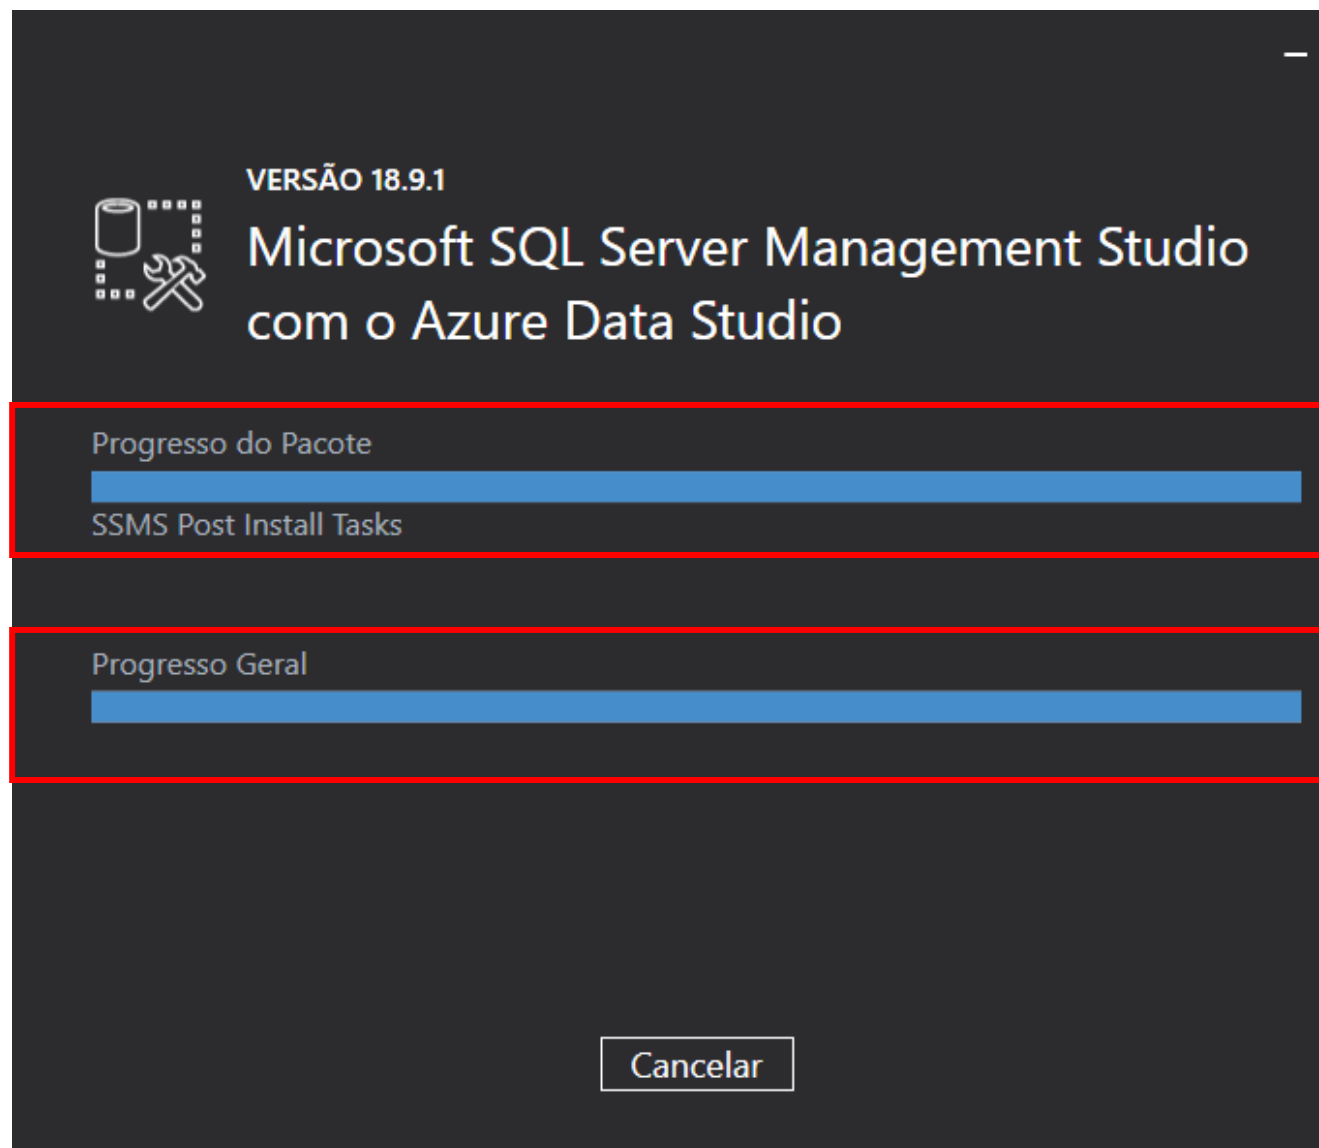 VERSÃO 18.9.1
Microsoft SQL Server Management Studio
com o Azure Data Studio
Progresso do Pacote
SSMS Post Install Tasks
Progresso Geral
Cancelar